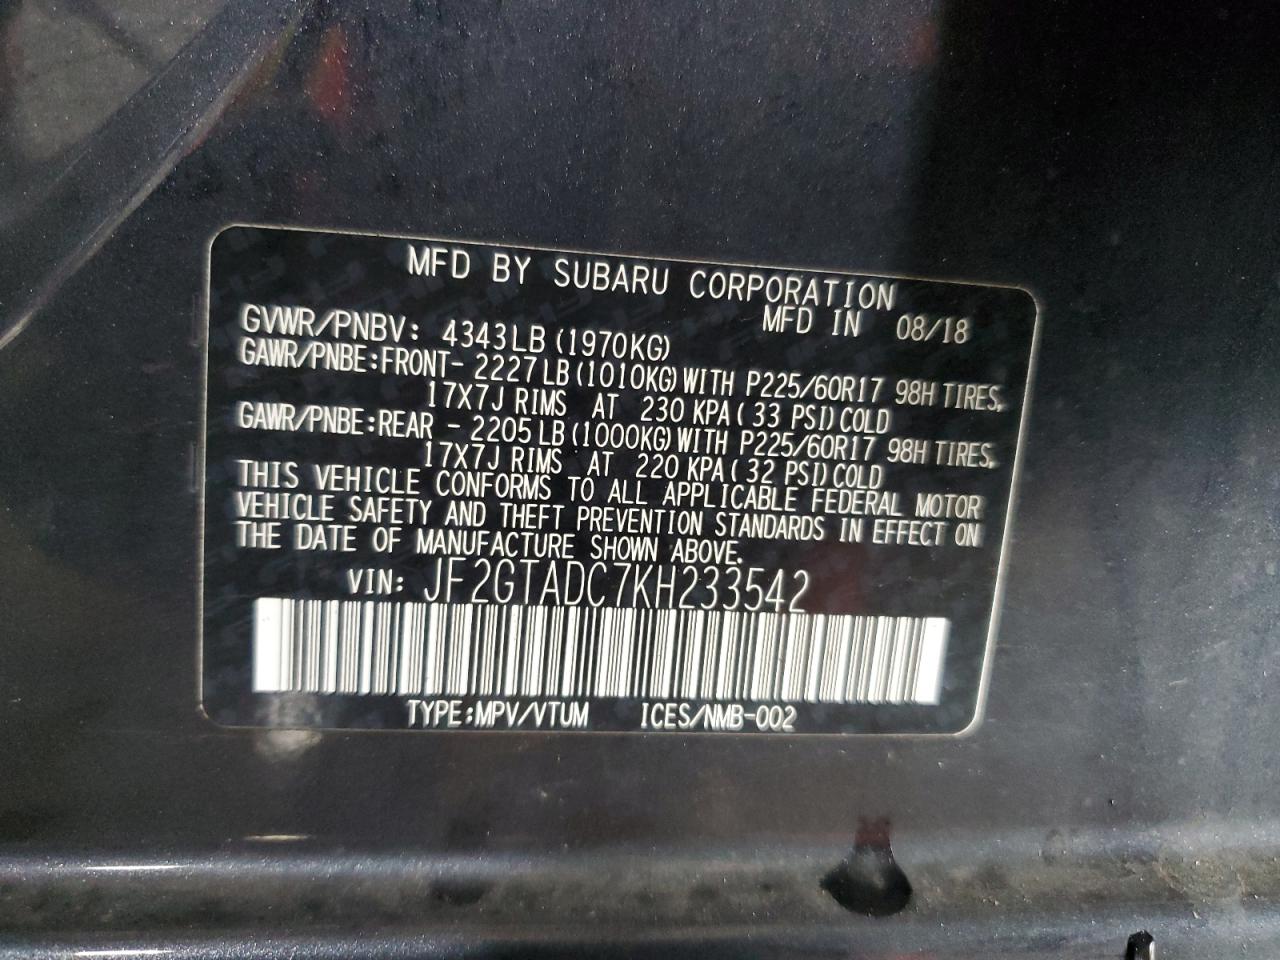 MFD BY SUBARU CORPORATION
MFD IN 08/18
GVWR/PNBV: 4343LB (1970KG)
GAWR/PNBE:FRONT- 2227LB (1010KG) WITH P225/60R17 98H TIRES,
17X7J RIMS AT 230 KPA ( 33 PSI) COLD
GAWR/PNBE:REAR - 2205LB (1000KG) WITH P225/60R17 98H TIRES,
17X7J RIMS AT 220 KPA ( 32 PSI) COLD
THIS VEHICLE CONFORMS TO ALL APPLICABLE FEDERAL MOTOR
VEHICLE SAFETY AND THEFT PREVENTION STANDARDS IN EFFECT ON
THE DATE OF MANUFACTURE SHOWN ABOVE.
VIN: JF2GTADC7KH233542
TYPE:MPV/VTUM ICES/NMB-002